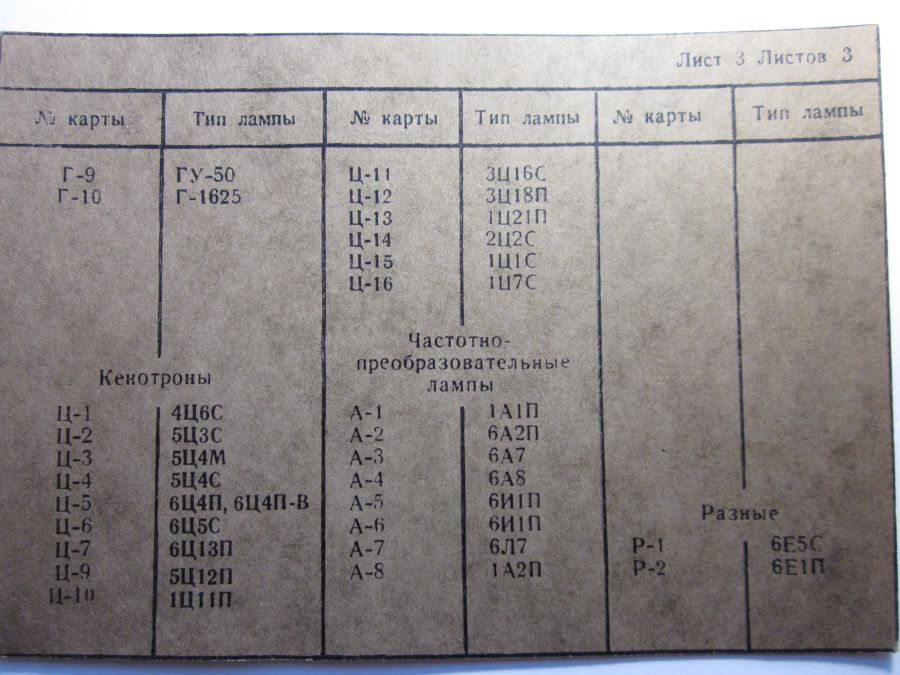 Лист 3 Листов 3
№ карты Тип лампы № карты Тип лампы № карты Тип лампы
Г-9 ГУ-50
Г-10 Г-1625
Кенотроны
Ц-1 4Ц6С
Ц-2 5Ц3С
Ц-3 5Ц4М
Ц-4 5Ц4С
Ц-5 6Ц4П, 6Ц4П-В
Ц-6 6Ц5С
Ц-7 6Ц13П
Ц-9 5Ц12П
Ц-10 1Ц11П
Ц-11 3Ц16С
Ц-12 3Ц18П
Ц-13 1Ц21П
Ц-14 2Ц2С
Ц-15 1Ц1С
Ц-16 1Ц7С
Частотно-
преобразовательные
лампы
А-1 1А1П
А-2 6А2П
А-3 6А7
А-4 6А8
А-5 6И1П
А-6 6И1П
А-7 6Л7
А-8 1А2П
Разные
Р-1 6Е5С
Р-2 6Е1П